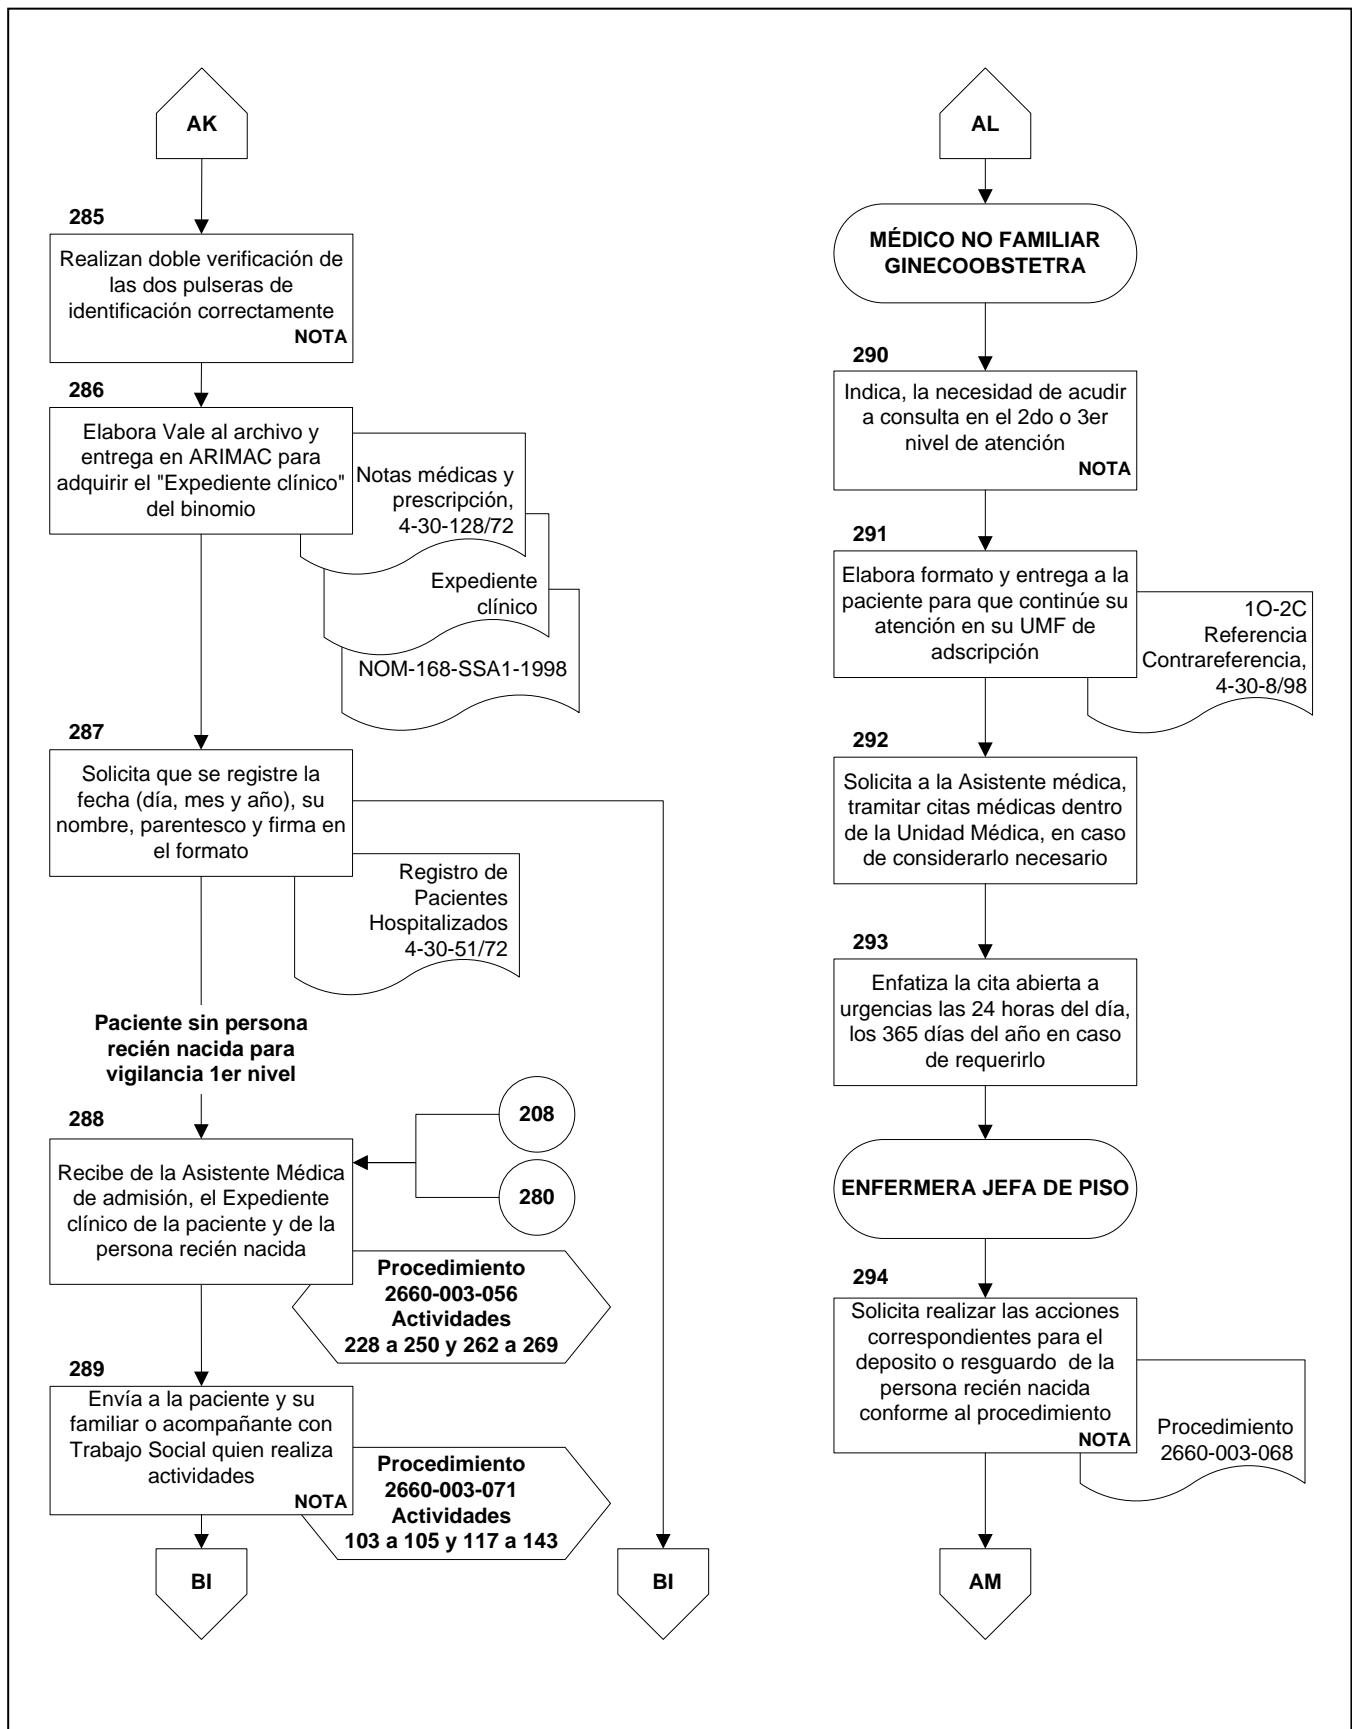 AK
285
Realizan doble verificación de
las dos pulseras de
identificación correctamente
NOTA
286
Elabora Vale al archivo y
entrega en ARIMAC para
adquirir el "Expediente clínico"
del binomio
Notas médicas y
prescripción,
4-30-128/72
Expediente
clínico
NOM-168-SSA1-1998
287
Solicita que se registre la
fecha (día, mes y año), su
nombre, parentesco y firma en
el formato
Registro de
Pacientes
Hospitalizados
4-30-51/72
Paciente sin persona
recién nacida para
vigilancia 1er nivel
288
208
280
Recibe de la Asistente Médica
de admisión, el Expediente
clínico de la paciente y de la
persona recién nacida
Procedimiento
2660-003-056
Actividades
228 a 250 y 262 a 269
289
Envía a la paciente y su
familiar o acompañante con
Trabajo Social quien realiza
actividades
NOTA
Procedimiento
2660-003-071
Actividades
103 a 105 y 117 a 143
BI
BI
AL
MÉDICO NO FAMILIAR
GINECOOBSTETRA
290
Indica, la necesidad de acudir
a consulta en el 2do o 3er
nivel de atención
NOTA
291
Elabora formato y entrega a la
paciente para que continúe su
atención en su UMF de
adscripción
1O-2C
Referencia
Contrareferencia,
4-30-8/98
292
Solicita a la Asistente médica,
tramitar citas médicas dentro
de la Unidad Médica, en caso
de considerarlo necesario
293
Enfatiza la cita abierta a
urgencias las 24 horas del día,
los 365 días del año en caso
de requerirlo
ENFERMERA JEFA DE PISO
294
Solicita realizar las acciones
correspondientes para el
deposito o resguardo de la
persona recién nacida
conforme al procedimiento
NOTA
Procedimiento
2660-003-068
AM